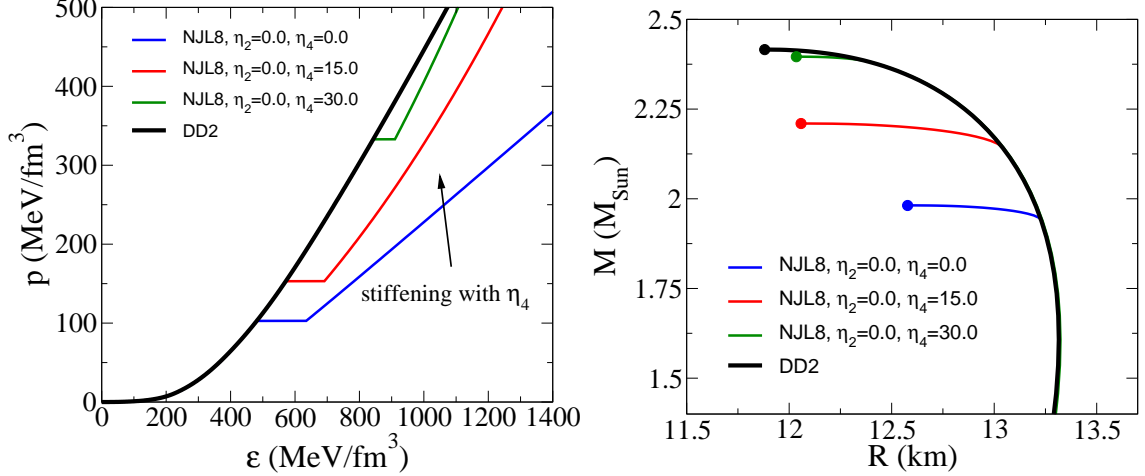 500
400
300
200
100
0
p (MeV/fm³)
NJL8, η₂=0.0, η₄=0.0
NJL8, η₂=0.0, η₄=15.0
NJL8, η₂=0.0, η₄=30.0
DD2
stiffening with η₄
0 200 400 600 800 1000 1200 1400
ε (MeV/fm³)
2.5
2.25
2
1.75
1.5
M (M_Sun)
NJL8, η₂=0.0, η₄=0.0
NJL8, η₂=0.0, η₄=15.0
NJL8, η₂=0.0, η₄=30.0
DD2
11.5 12 12.5 13 13.5
R (km)